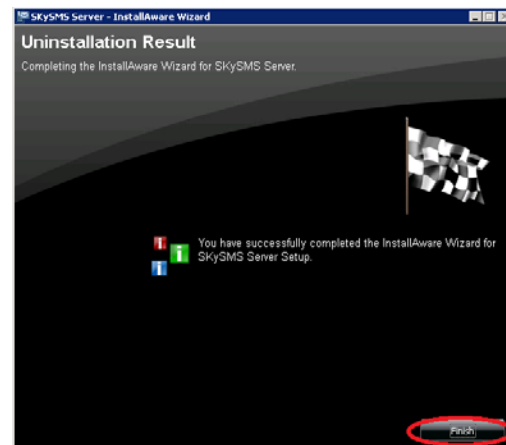 SKySMS Server - InstallAware Wizard
Uninstallation Result
Completing the InstallAware Wizard for SKySMS Server.
You have successfully completed the InstallAware Wizard for
SKySMS Server Setup.
Finish